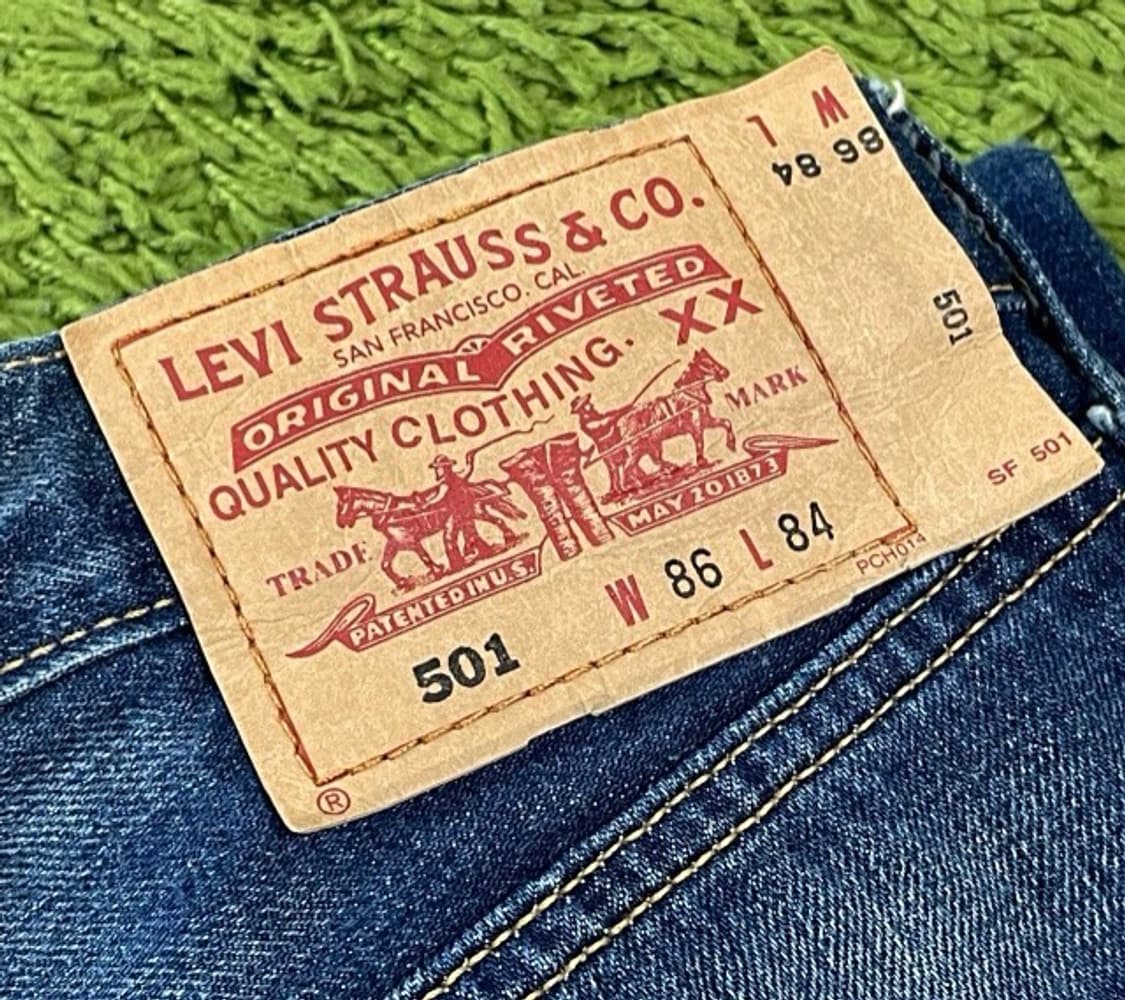 LEVI STRAUSS & CO.
SAN FRANCISCO. CAL.
ORIGINAL RIVETED
QUALITY CLOTHING. XX
TRADE MARK
PATENTED IN U.S. MAY 20 1873
501 W 86 L 84
PCH014
®
W L
86 84
501
SF 501